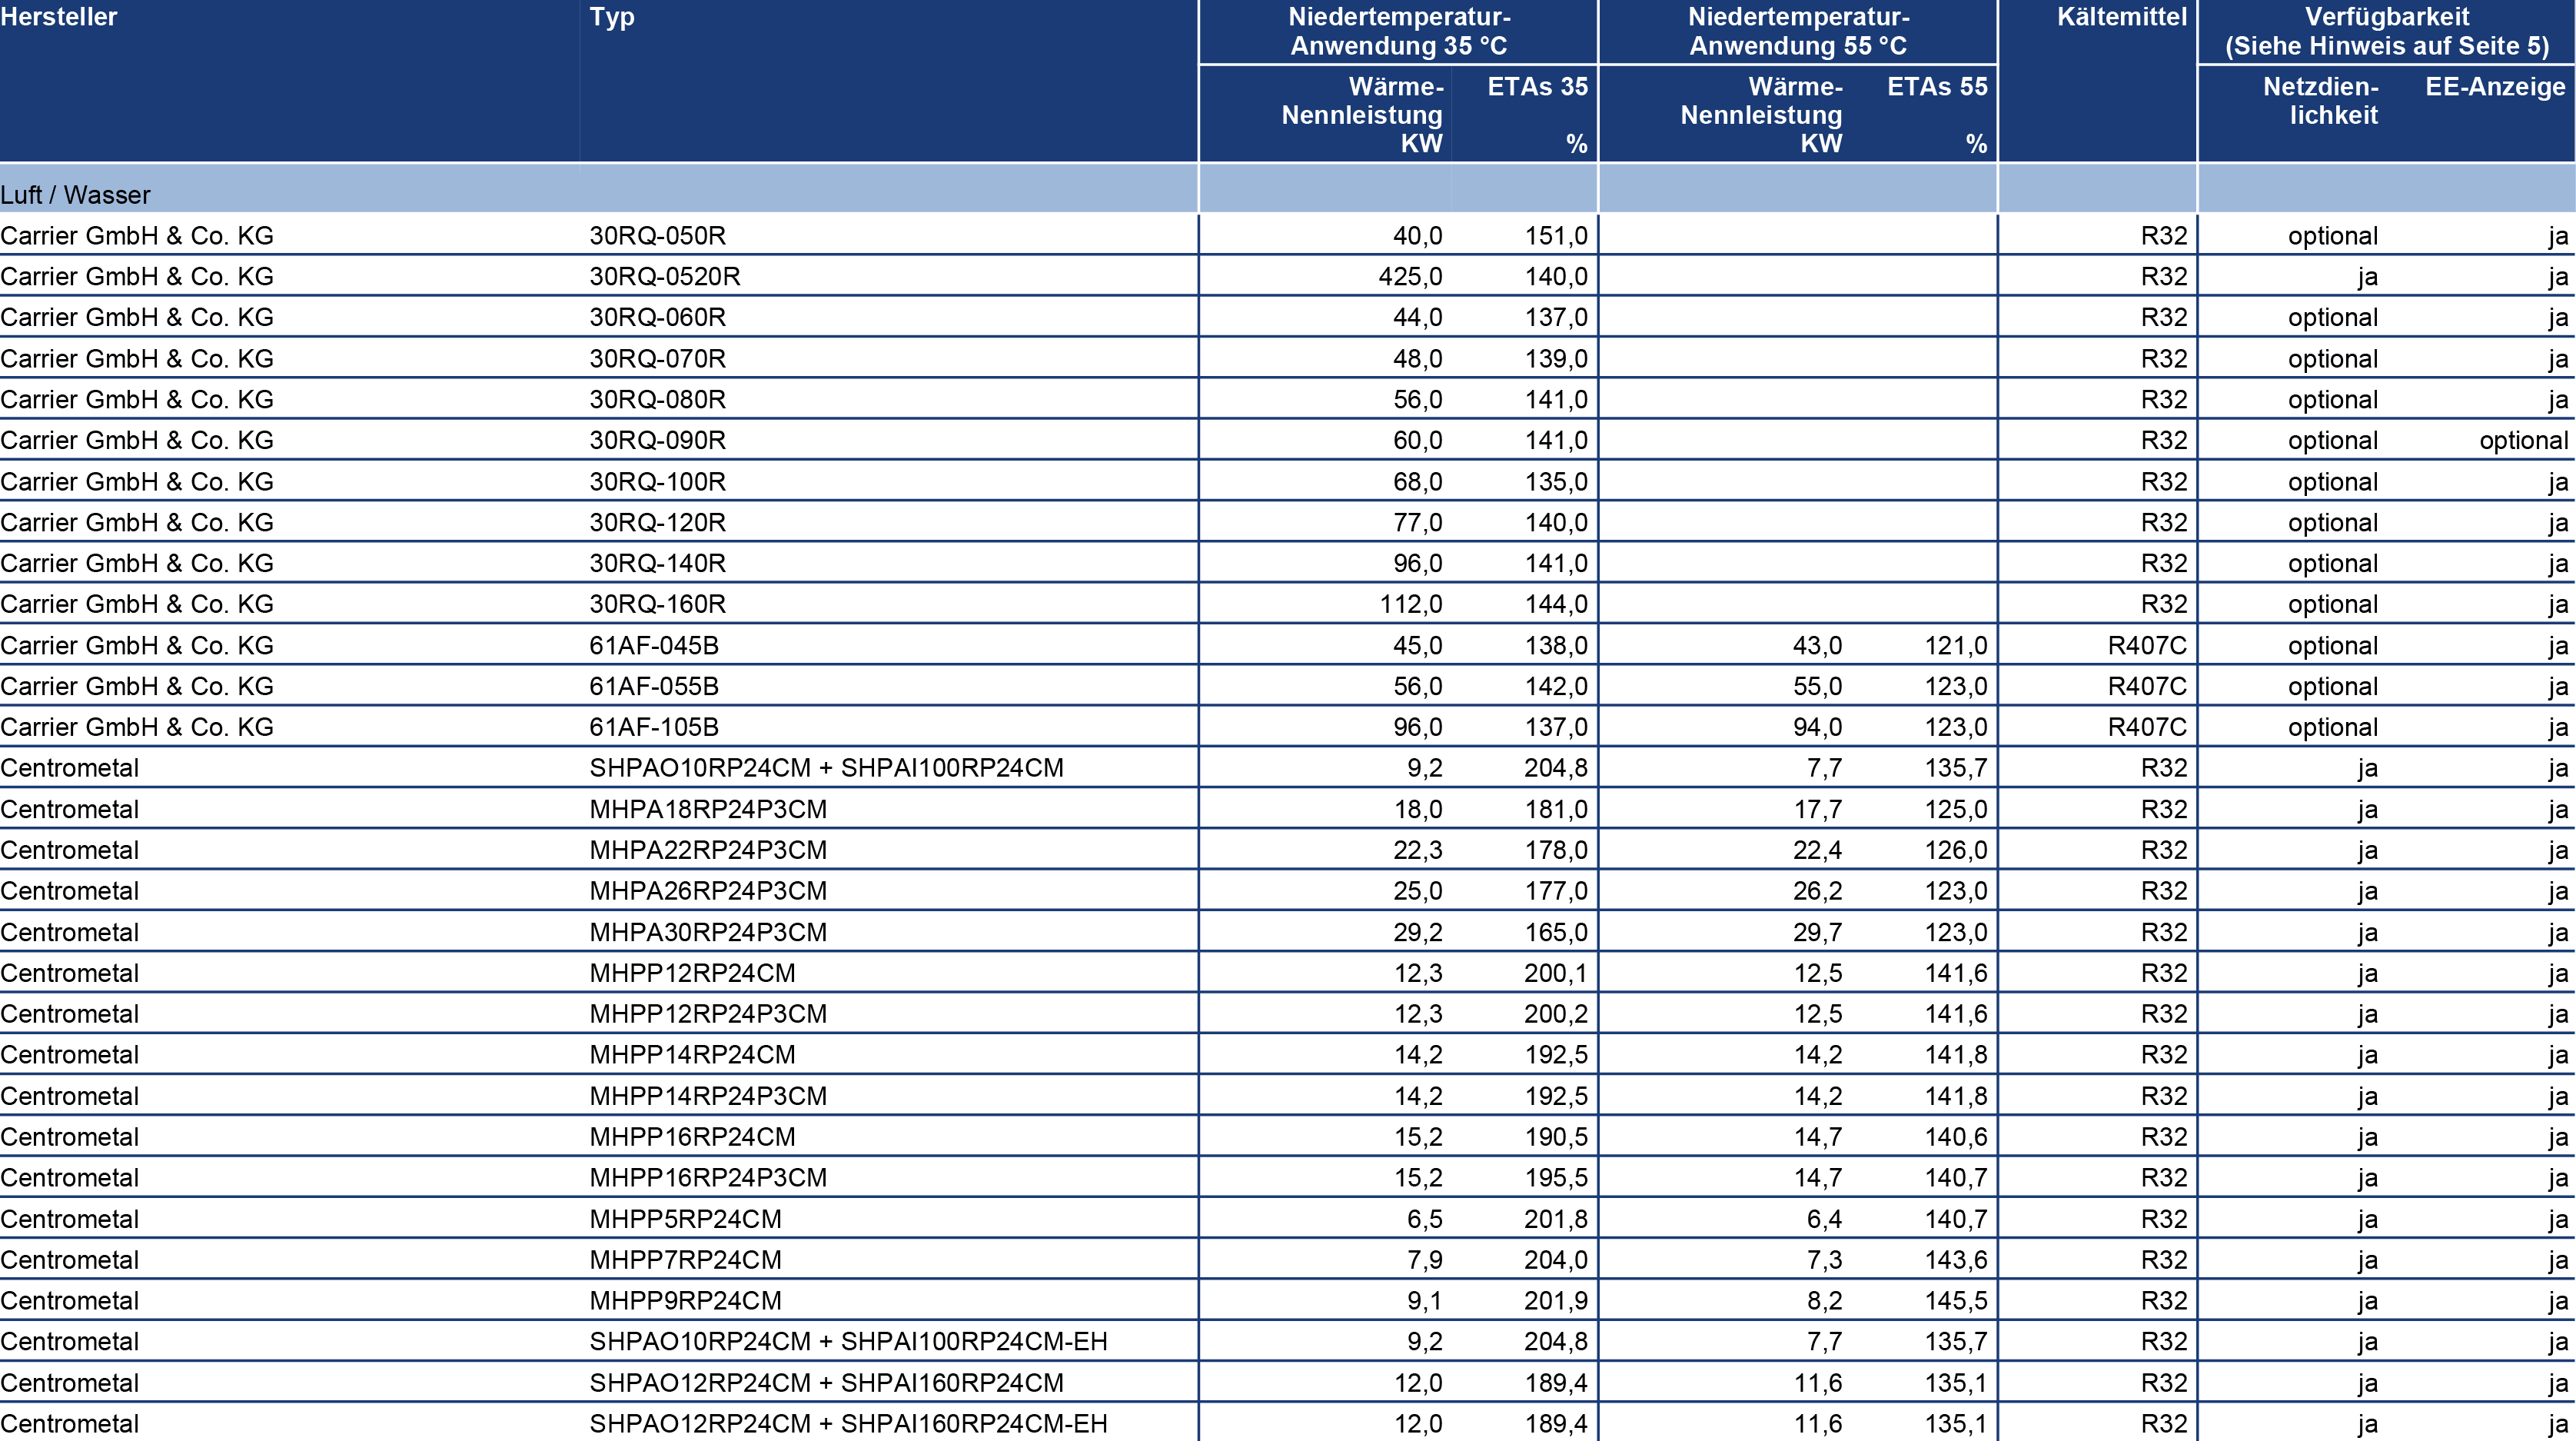 Hersteller Typ Niedertemperatur- Niedertemperatur- Kältemittel Verfügbarkeit
Anwendung 35 °C Anwendung 55 °C (Siehe Hinweis auf Seite 5)
Wärme- ETAs 35 Wärme- ETAs 55 Netzdien- EE-Anzeige
Nennleistung Nennleistung lichkeit
KW % KW %
Luft / Wasser
Carrier GmbH & Co. KG 30RQ-050R 40,0 151,0 R32 optional ja
Carrier GmbH & Co. KG 30RQ-0520R 425,0 140,0 R32 ja ja
Carrier GmbH & Co. KG 30RQ-060R 44,0 137,0 R32 optional ja
Carrier GmbH & Co. KG 30RQ-070R 48,0 139,0 R32 optional ja
Carrier GmbH & Co. KG 30RQ-080R 56,0 141,0 R32 optional ja
Carrier GmbH & Co. KG 30RQ-090R 60,0 141,0 R32 optional optional
Carrier GmbH & Co. KG 30RQ-100R 68,0 135,0 R32 optional ja
Carrier GmbH & Co. KG 30RQ-120R 77,0 140,0 R32 optional ja
Carrier GmbH & Co. KG 30RQ-140R 96,0 141,0 R32 optional ja
Carrier GmbH & Co. KG 30RQ-160R 112,0 144,0 R32 optional ja
Carrier GmbH & Co. KG 61AF-045B 45,0 138,0 43,0 121,0 R407C optional ja
Carrier GmbH & Co. KG 61AF-055B 56,0 142,0 55,0 123,0 R407C optional ja
Carrier GmbH & Co. KG 61AF-105B 96,0 137,0 94,0 123,0 R407C optional ja
Centrometal SHPAO10RP24CM + SHPAI100RP24CM 9,2 204,8 7,7 135,7 R32 ja ja
Centrometal MHPA18RP24P3CM 18,0 181,0 17,7 125,0 R32 ja ja
Centrometal MHPA22RP24P3CM 22,3 178,0 22,4 126,0 R32 ja ja
Centrometal MHPA26RP24P3CM 25,0 177,0 26,2 123,0 R32 ja ja
Centrometal MHPA30RP24P3CM 29,2 165,0 29,7 123,0 R32 ja ja
Centrometal MHPP12RP24CM 12,3 200,1 12,5 141,6 R32 ja ja
Centrometal MHPP12RP24P3CM 12,3 200,2 12,5 141,6 R32 ja ja
Centrometal MHPP14RP24CM 14,2 192,5 14,2 141,8 R32 ja ja
Centrometal MHPP14RP24P3CM 14,2 192,5 14,2 141,8 R32 ja ja
Centrometal MHPP16RP24CM 15,2 190,5 14,7 140,6 R32 ja ja
Centrometal MHPP16RP24P3CM 15,2 195,5 14,7 140,7 R32 ja ja
Centrometal MHPP5RP24CM 6,5 201,8 6,4 140,7 R32 ja ja
Centrometal MHPP7RP24CM 7,9 204,0 7,3 143,6 R32 ja ja
Centrometal MHPP9RP24CM 9,1 201,9 8,2 145,5 R32 ja ja
Centrometal SHPAO10RP24CM + SHPAI100RP24CM-EH 9,2 204,8 7,7 135,7 R32 ja ja
Centrometal SHPAO12RP24CM + SHPAI160RP24CM 12,0 189,4 11,6 135,1 R32 ja ja
Centrometal SHPAO12RP24CM + SHPAI160RP24CM-EH 12,0 189,4 11,6 135,1 R32 ja ja